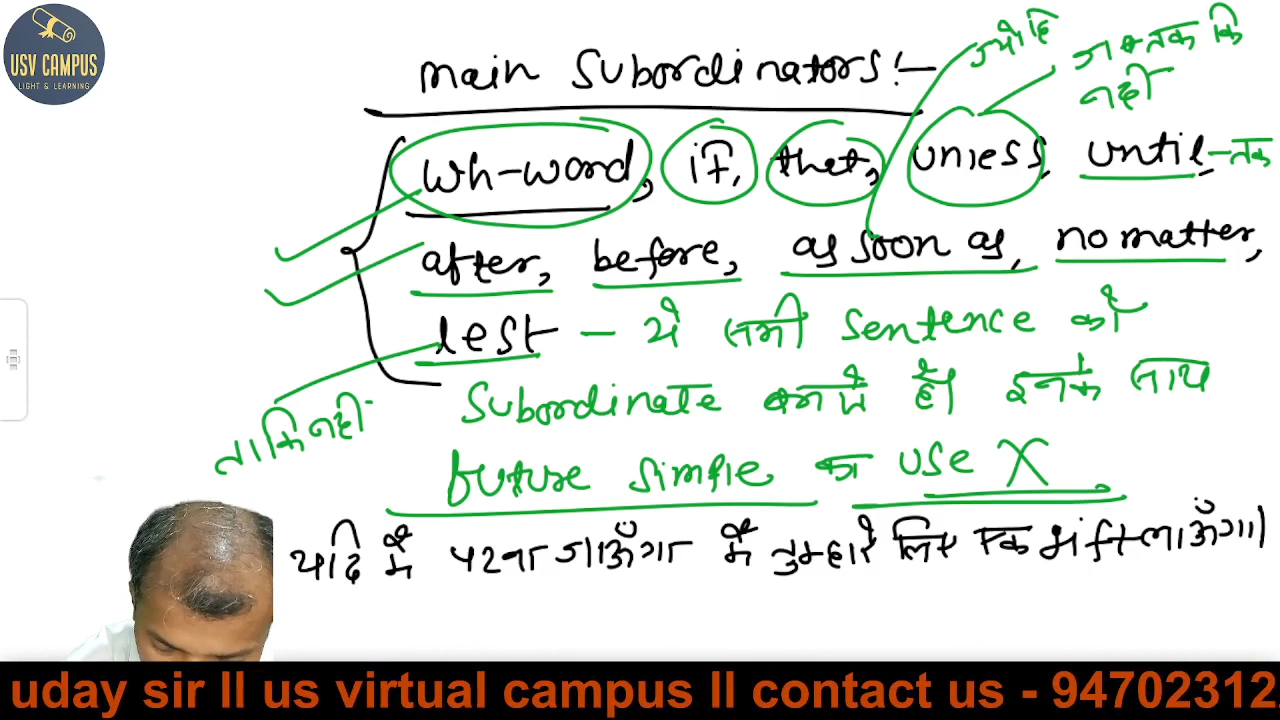 USV CAMPUS
LIGHT & LEARNING
main Subordinators :-
ज्योंहि
जब तक कि
नहीं
wh-word, if, that, unless, until - तक
after, before, as soon as, no matter,
lest - ये सभी sentence को
Subordinate बनाते हैं। इनके साथ
ताकि नहीं
future simple का use X
यदि मैं पटना जाऊँगा मैं तुम्हारे लिए एक गिफ्ट लाऊँगा।
uday sir ll us virtual campus ll contact us - 94702312